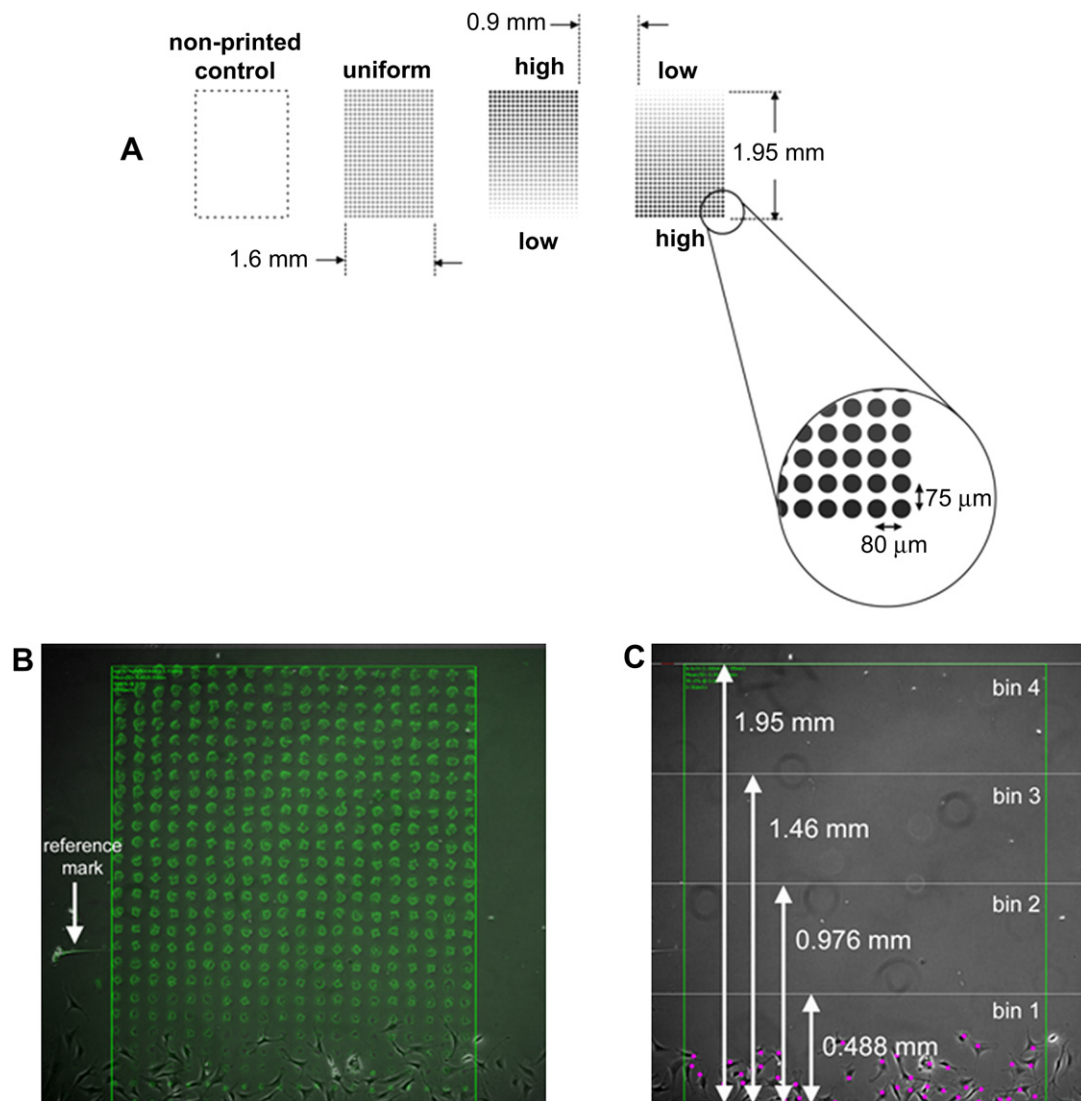 0.9 mm
non-printed
control
uniform
high
low
A
1.95 mm
low
high
1.6 mm
75 μm
80 μm
B
reference
mark
C
bin 4
1.95 mm
bin 3
1.46 mm
bin 2
0.976 mm
bin 1
0.488 mm